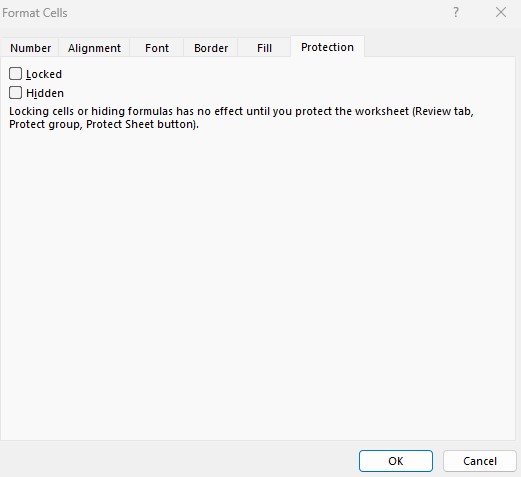 Format Cells ?
Number Alignment Font Border Fill Protection
Locked
Hidden
Locking cells or hiding formulas has no effect until you protect the worksheet (Review tab,
Protect group, Protect Sheet button).
OK Cancel